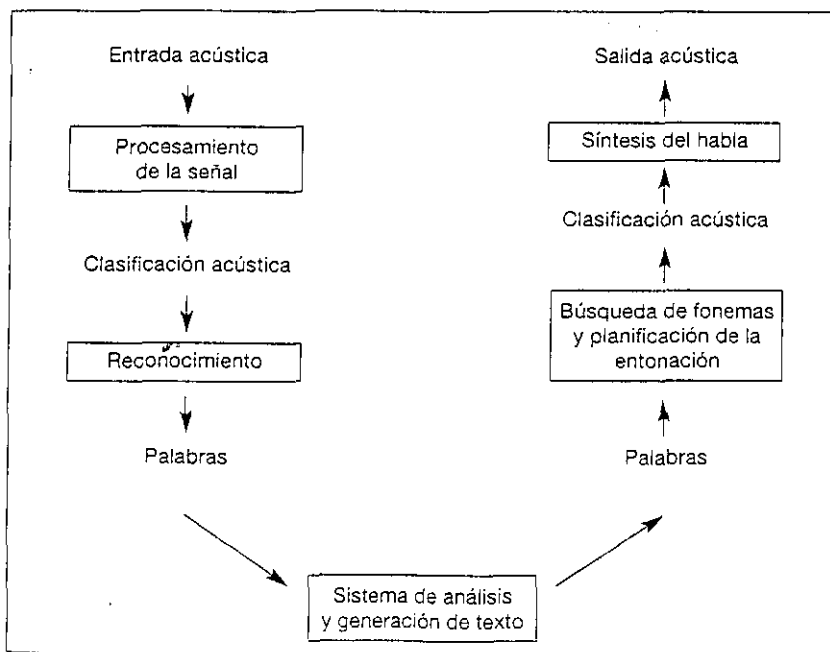 Entrada acústica
Procesamiento
de la señal
Clasificación acústica
Reconocimiento
Palabras
Sistema de análisis
y generación de texto
Palabras
Búsqueda de fonemas
y planificación de la
entonación
Clasificación acústica
Síntesis del habla
Salida acústica